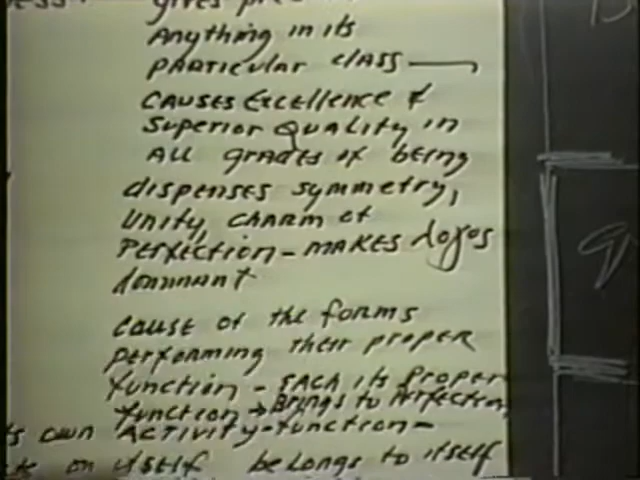 Anything in its
PARTICULAR CLASS —
CAUSES Excellence &
Superior Quality in
ALL grades of being
dispenses symmetry,
Unity, CHARM of
Perfection - MAKES logos
dominant
CAUSE of the forms
performing their proper
function - EACH its Proper
function → Brings to Perfection,
own ACTIVITY-function -
on itself belongs to itself
9